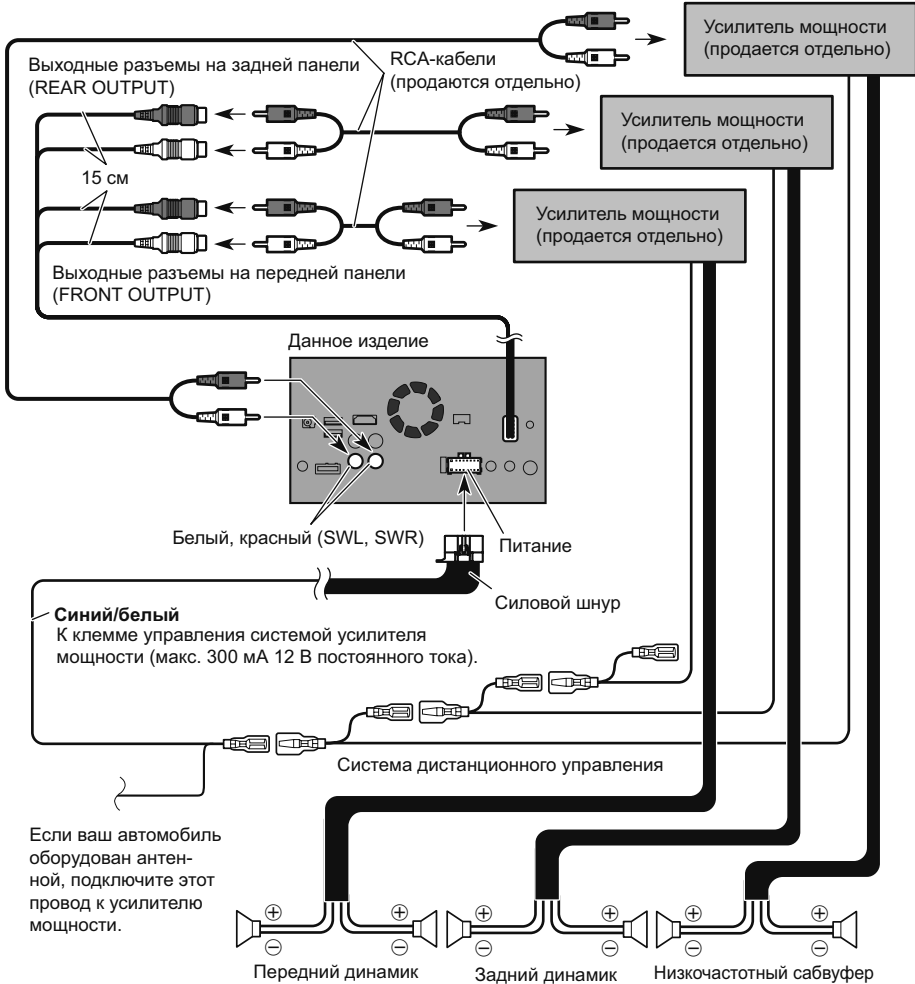 Усилитель мощности
(продается отдельно)
Выходные разъемы на задней панели
(REAR OUTPUT)
RCA-кабели
(продаются отдельно)
Усилитель мощности
(продается отдельно)
15 см
Усилитель мощности
(продается отдельно)
Выходные разъемы на передней панели
(FRONT OUTPUT)
Данное изделие
Белый, красный (SWL, SWR)
Питание
Силовой шнур
Синий/белый
К клемме управления системой усилителя
мощности (макс. 300 мА 12 В постоянного тока).
Система дистанционного управления
Если ваш автомобиль
оборудован антен-
ной, подключите этот
провод к усилителю
мощности.
+ + + + + +
− − − − − −
Передний динамик
Задний динамик
Низкочастотный сабвуфер